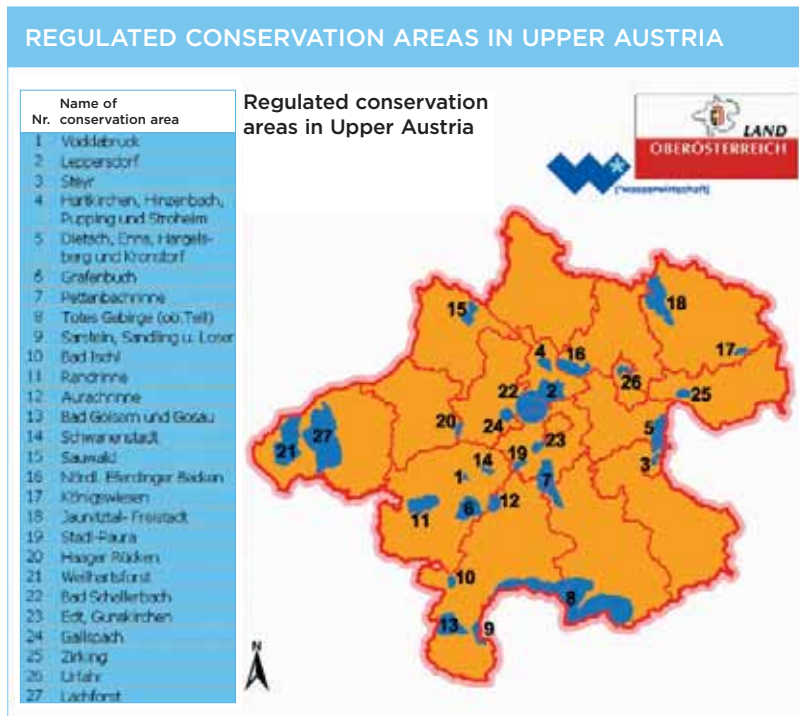 REGULATED CONSERVATION AREAS IN UPPER AUSTRIA
Nr. Name of conservation area
1 Vöcklabruck
2 Leppersdorf
3 Steyr
4 Hartkirchen, Hinzenbach,
Pupping und Stroheim
5 Dietach, Enns, Hargels-
berg und Kronstorf
6 Grafenbuch
7 Pettenbachrinne
8 Totes Gebirge (oö.Teil)
9 Sarstein, Sandling u. Loser
10 Bad Ischl
11 Randrinne
12 Aurachrinne
13 Bad Goisern und Gosau
14 Schwanenstadt
15 Sauwald
16 Nördl. Eferdinger Becken
17 Königswiesen
18 Jaunitztal- Freistadt
19 Stadl-Paura
20 Haager Rücken
21 Weilhartsforst
22 Bad Schallerbach
23 Edt, Gunskirchen
24 Gallspach
25 Zirking
26 Urfahr
27 Lachforst
Regulated conservation
areas in Upper Austria
LAND
OBERÖSTERREICH
W*
[*wasserwirtschaft]
18
15
17
4 16
26
25
22 2
24
20
5
23
21 27
3
14 19
1
7
12
6
11
10
8
13 9
N